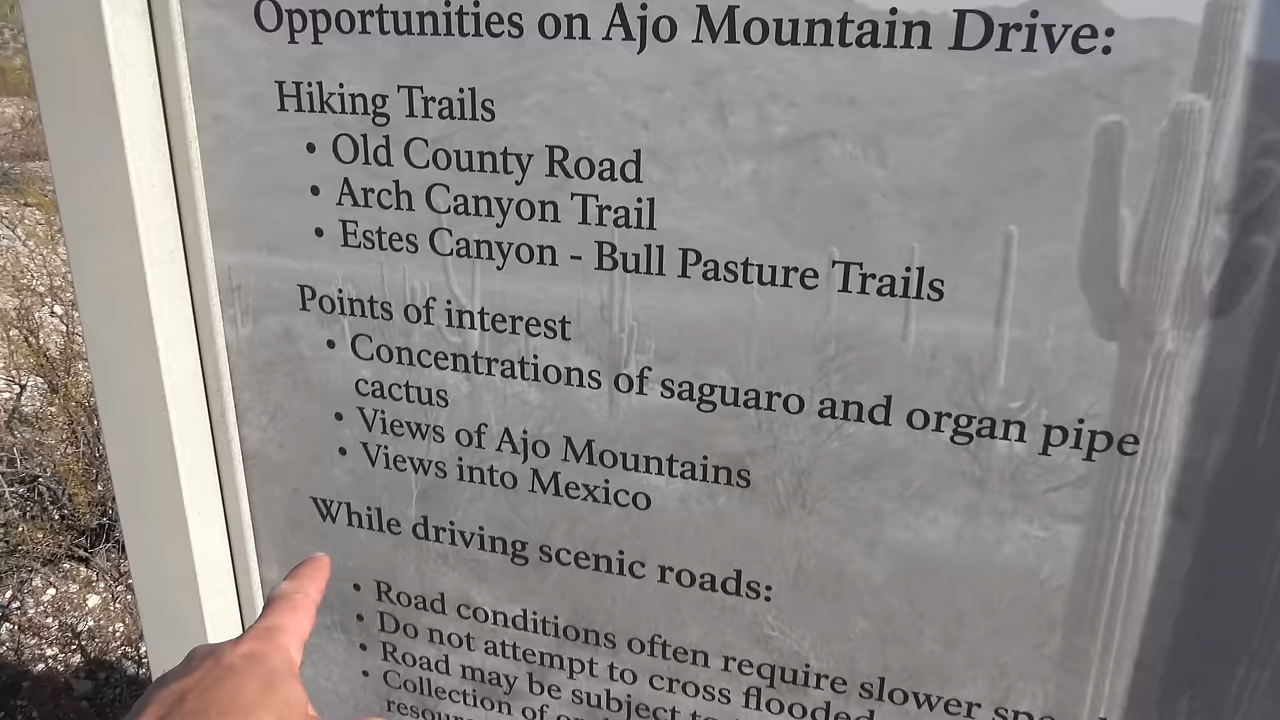 Opportunities on Ajo Mountain Drive:
Hiking Trails
• Old County Road
• Arch Canyon Trail
• Estes Canyon - Bull Pasture Trails
Points of interest
• Concentrations of saguaro and organ pipe
cactus
• Views of Ajo Mountains
• Views into Mexico
While driving scenic roads:
• Road conditions often require slower
• Do not attempt to cross flooded
• Road may be subject to
• Collection of